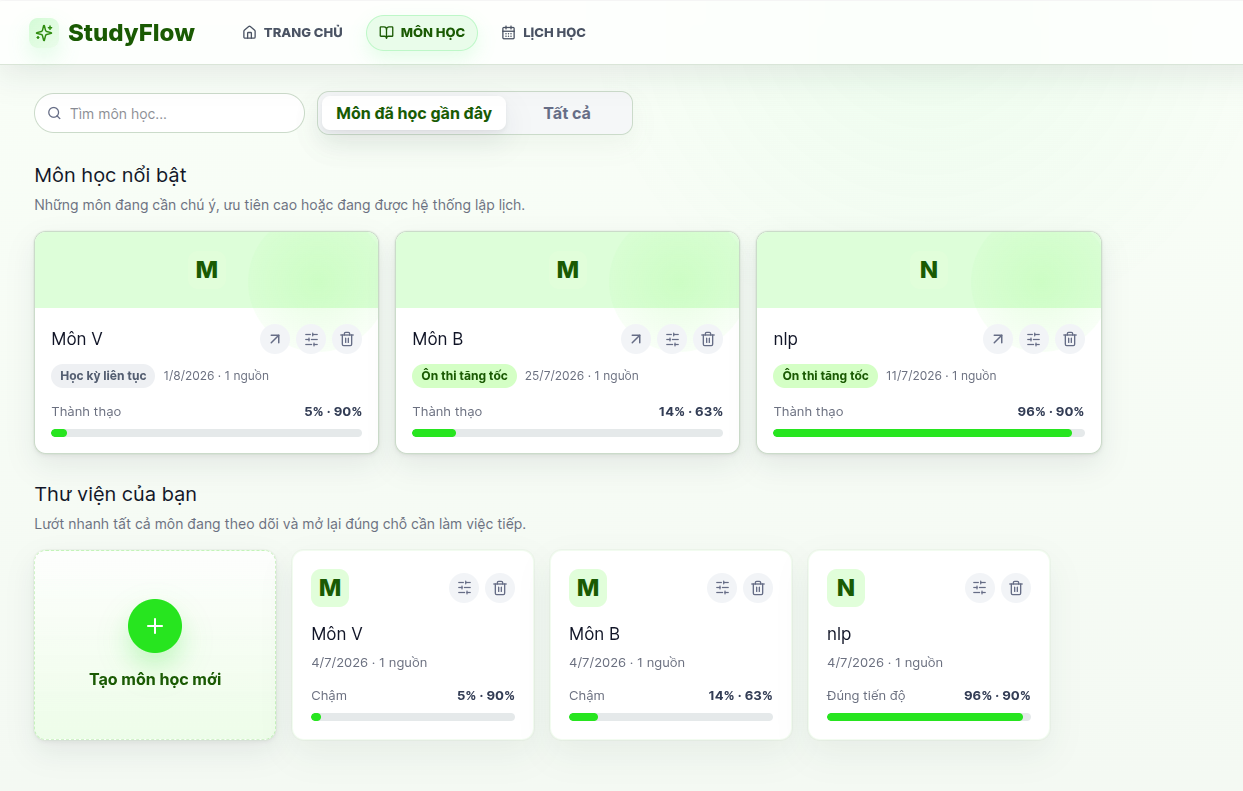 StudyFlow
TRANG CHỦ
MÔN HỌC
LỊCH HỌC
Tìm môn học...
Môn đã học gần đây
Tất cả
Môn học nổi bật
Những môn đang cần chú ý, ưu tiên cao hoặc đang được hệ thống lập lịch.
M
Môn V
Học kỳ liên tục 1/8/2026 · 1 nguồn
Thành thạo 5% · 90%
M
Môn B
Ôn thi tăng tốc 25/7/2026 · 1 nguồn
Thành thạo 14% · 63%
N
nlp
Ôn thi tăng tốc 11/7/2026 · 1 nguồn
Thành thạo 96% · 90%
Thư viện của bạn
Lướt nhanh tất cả môn đang theo dõi và mở lại đúng chỗ cần làm việc tiếp.
Tạo môn học mới
M
Môn V
4/7/2026 · 1 nguồn
Chậm 5% · 90%
M
Môn B
4/7/2026 · 1 nguồn
Chậm 14% · 63%
N
nlp
4/7/2026 · 1 nguồn
Đúng tiến độ 96% · 90%